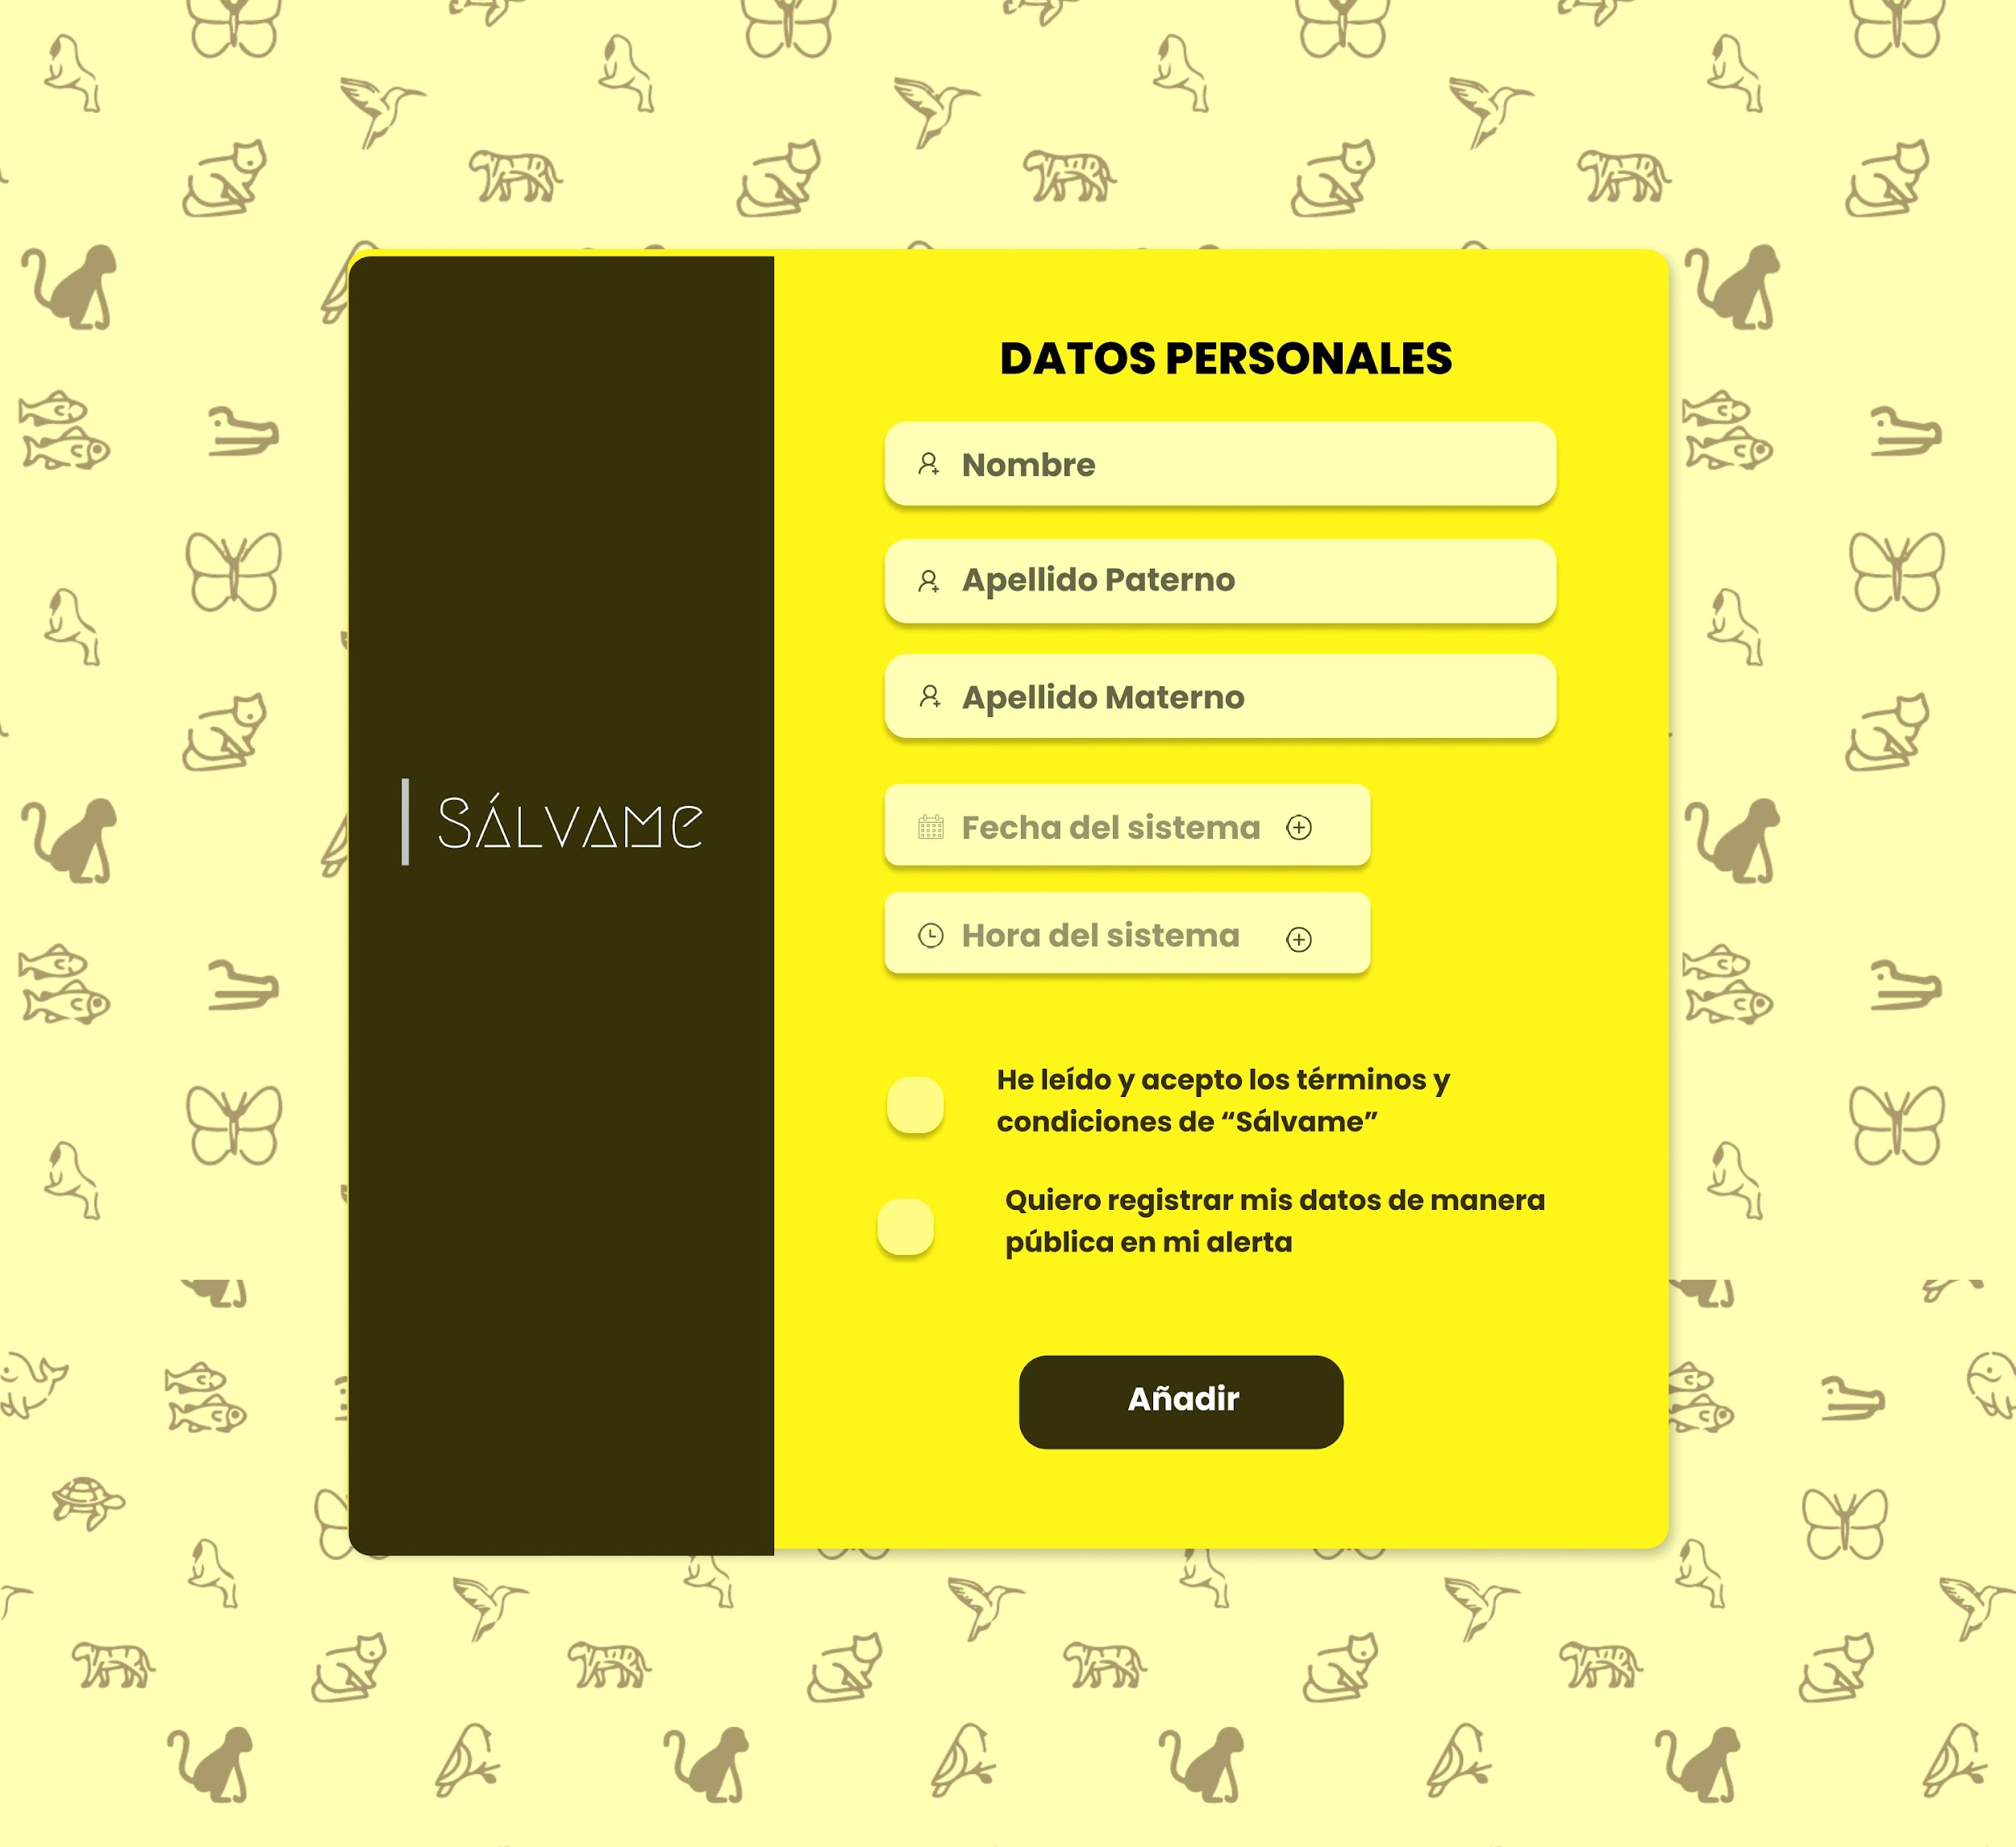 SÁLVAME
DATOS PERSONALES
Nombre
Apellido Paterno
Apellido Materno
Fecha del sistema
Hora del sistema
He leído y acepto los términos y
condiciones de “Sálvame”
Quiero registrar mis datos de manera
pública en mi alerta
Añadir